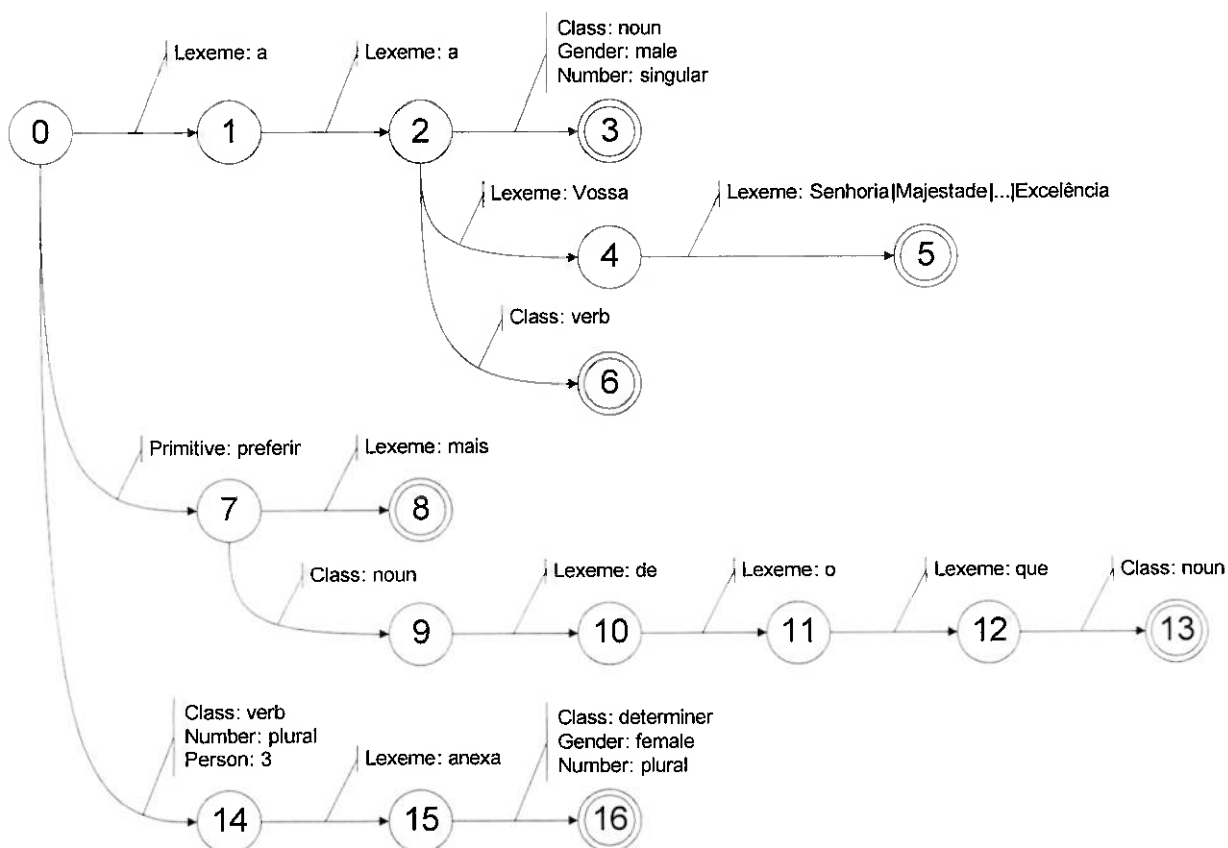 Lexeme: a
Lexeme: a
Class: noun
Gender: male
Number: singular
0
1
2
3
Lexeme: Vossa
Lexeme: Senhoria|Majestade|...|Excelência
4
5
Class: verb
6
Primitive: preferir
Lexeme: mais
7
8
Class: noun
Lexeme: de
Lexeme: o
Lexeme: que
Class: noun
9
10
11
12
13
Class: verb
Number: plural
Person: 3
Lexeme: anexa
Class: determiner
Gender: female
Number: plural
14
15
16